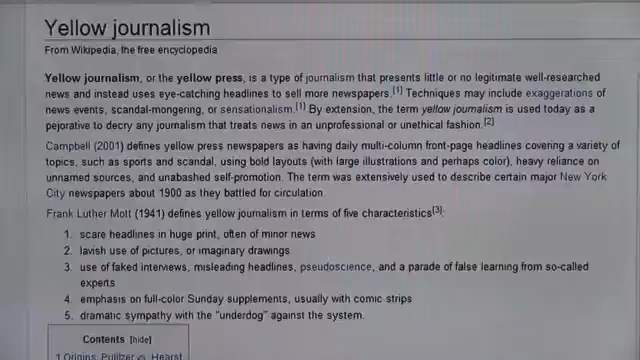 Yellow journalism
From Wikipedia, the free encyclopedia
Yellow journalism, or the yellow press, is a type of journalism that presents little or no legitimate well-researched
news and instead uses eye-catching headlines to sell more newspapers.[1] Techniques may include exaggerations of
news events, scandal-mongering, or sensationalism.[1] By extension, the term yellow journalism is used today as a
pejorative to decry any journalism that treats news in an unprofessional or unethical fashion.[2]
Campbell (2001) defines yellow press newspapers as having daily multi-column front-page headlines covering a variety of
topics, such as sports and scandal, using bold layouts (with large illustrations and perhaps color), heavy reliance on
unnamed sources, and unabashed self-promotion. The term was extensively used to describe certain major New York
City newspapers about 1900 as they battled for circulation.
Frank Luther Mott (1941) defines yellow journalism in terms of five characteristics[3]:
1. scare headlines in huge print, often of minor news
2. lavish use of pictures, or imaginary drawings
3. use of faked interviews, misleading headlines, pseudoscience, and a parade of false learning from so-called
experts
4. emphasis on full-color Sunday supplements, usually with comic strips
5. dramatic sympathy with the "underdog" against the system.
Contents [hide]
1 Origins: Pulitzer vs. Hearst